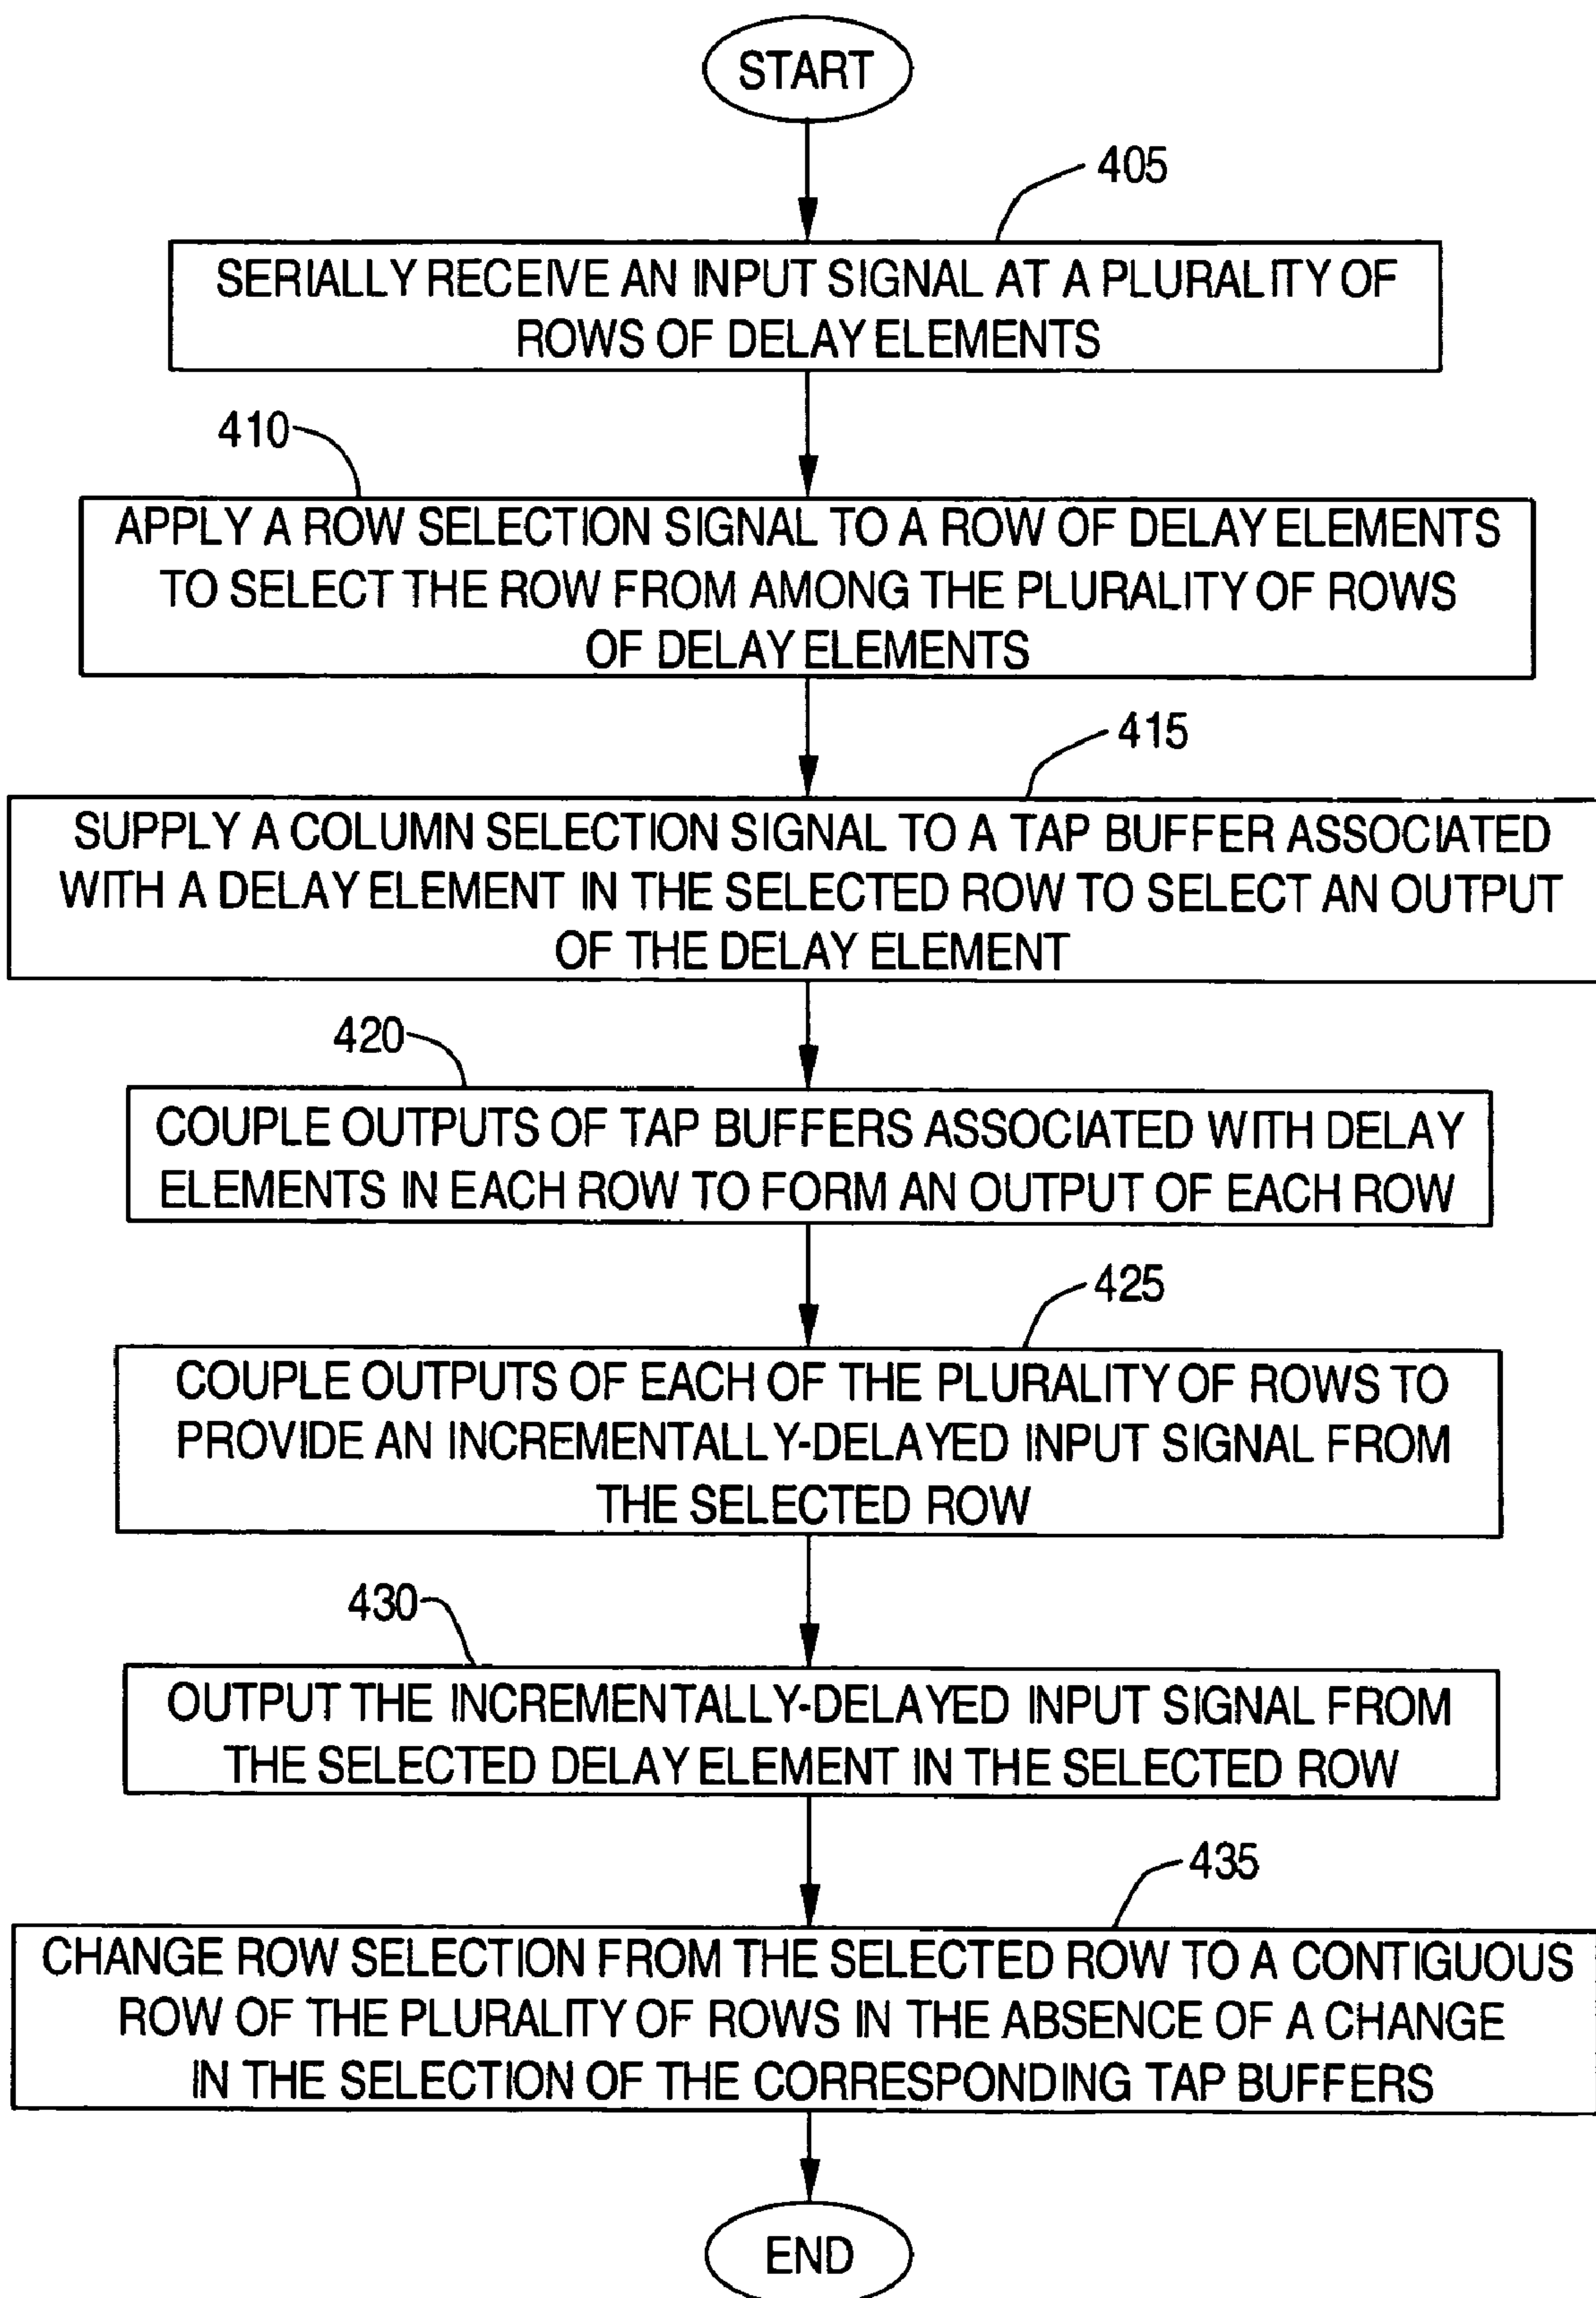 START
405
SERIALLY RECEIVE AN INPUT SIGNAL AT A PLURALITY OF
ROWS OF DELAY ELEMENTS
410
APPLY A ROW SELECTION SIGNAL TO A ROW OF DELAY ELEMENTS
TO SELECT THE ROW FROM AMONG THE PLURALITY OF ROWS
OF DELAY ELEMENTS
415
SUPPLY A COLUMN SELECTION SIGNAL TO A TAP BUFFER ASSOCIATED
WITH A DELAY ELEMENT IN THE SELECTED ROW TO SELECT AN OUTPUT
OF THE DELAY ELEMENT
420
COUPLE OUTPUTS OF TAP BUFFERS ASSOCIATED WITH DELAY
ELEMENTS IN EACH ROW TO FORM AN OUTPUT OF EACH ROW
425
COUPLE OUTPUTS OF EACH OF THE PLURALITY OF ROWS TO
PROVIDE AN INCREMENTALLY-DELAYED INPUT SIGNAL FROM
THE SELECTED ROW
430
OUTPUT THE INCREMENTALLY-DELAYED INPUT SIGNAL FROM
THE SELECTED DELAY ELEMENT IN THE SELECTED ROW
435
CHANGE ROW SELECTION FROM THE SELECTED ROW TO A CONTIGUOUS
ROW OF THE PLURALITY OF ROWS IN THE ABSENCE OF A CHANGE
IN THE SELECTION OF THE CORRESPONDING TAP BUFFERS
END